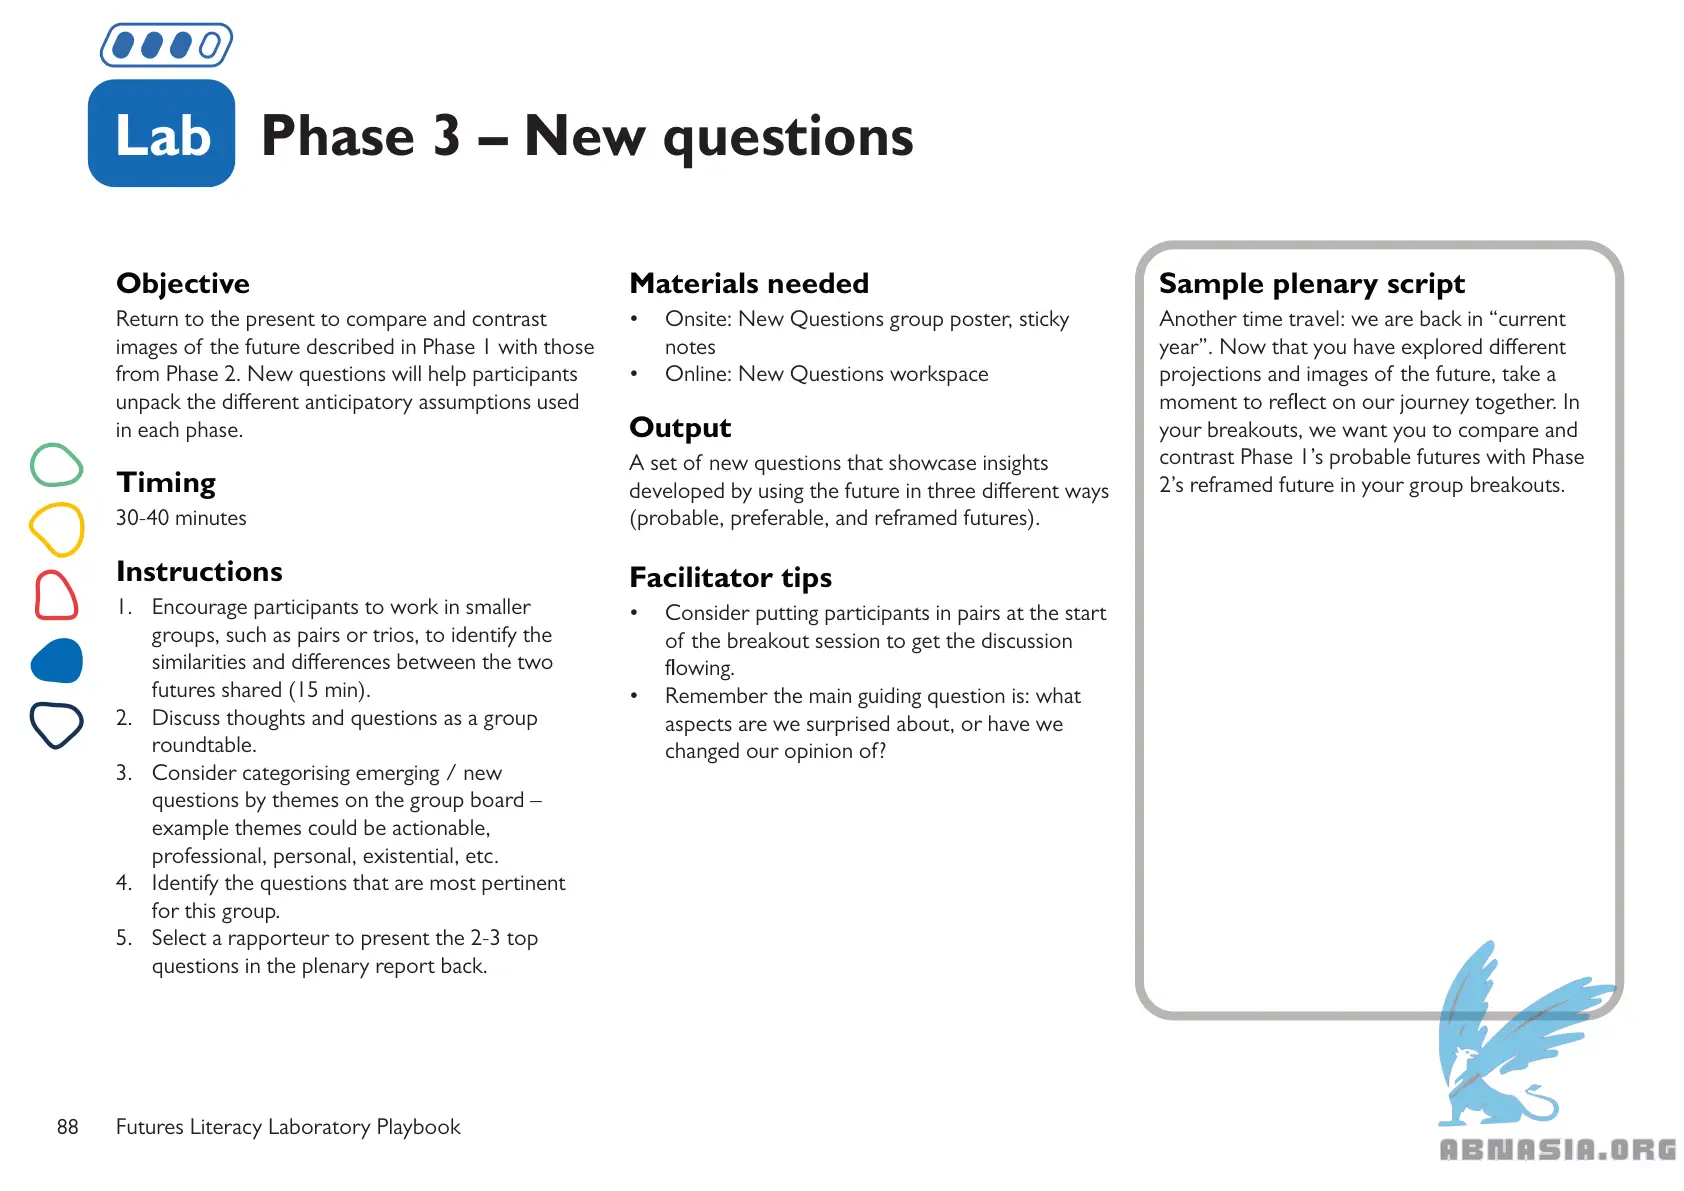 Lab
Phase 3 – New questions
Objective
Return to the present to compare and contrast
images of the future described in Phase 1 with those
from Phase 2. New questions will help participants
unpack the different anticipatory assumptions used
in each phase.
Timing
30-40 minutes
Instructions
1. Encourage participants to work in smaller
groups, such as pairs or trios, to identify the
similarities and differences between the two
futures shared (15 min).
2. Discuss thoughts and questions as a group
roundtable.
3. Consider categorising emerging / new
questions by themes on the group board –
example themes could be actionable,
professional, personal, existential, etc.
4. Identify the questions that are most pertinent
for this group.
5. Select a rapporteur to present the 2-3 top
questions in the plenary report back.
Materials needed
• Onsite: New Questions group poster, sticky
notes
• Online: New Questions workspace
Output
A set of new questions that showcase insights
developed by using the future in three different ways
(probable, preferable, and reframed futures).
Facilitator tips
• Consider putting participants in pairs at the start
of the breakout session to get the discussion
flowing.
• Remember the main guiding question is: what
aspects are we surprised about, or have we
changed our opinion of?
Sample plenary script
Another time travel: we are back in “current
year”. Now that you have explored different
projections and images of the future, take a
moment to reflect on our journey together. In
your breakouts, we want you to compare and
contrast Phase 1’s probable futures with Phase
2’s reframed future in your group breakouts.
88 Futures Literacy Laboratory Playbook
ABNASIA.ORG